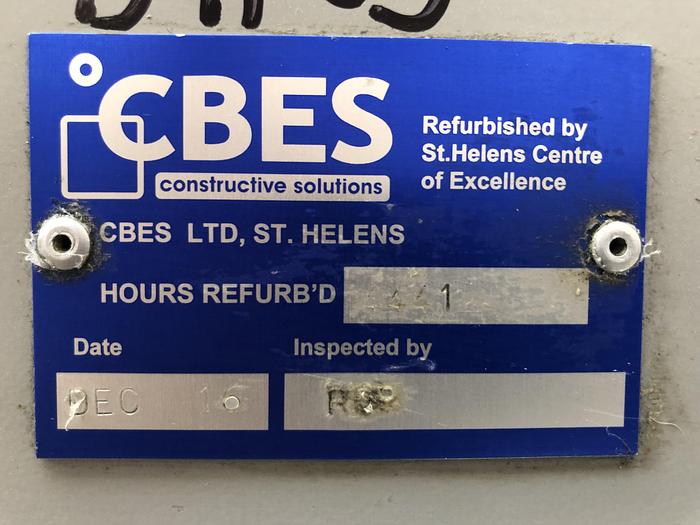 CBES
constructive solutions
Refurbished by
St.Helens Centre
of Excellence
CBES LTD, ST. HELENS
HOURS REFURB'D
Date
Inspected by
DEC 16